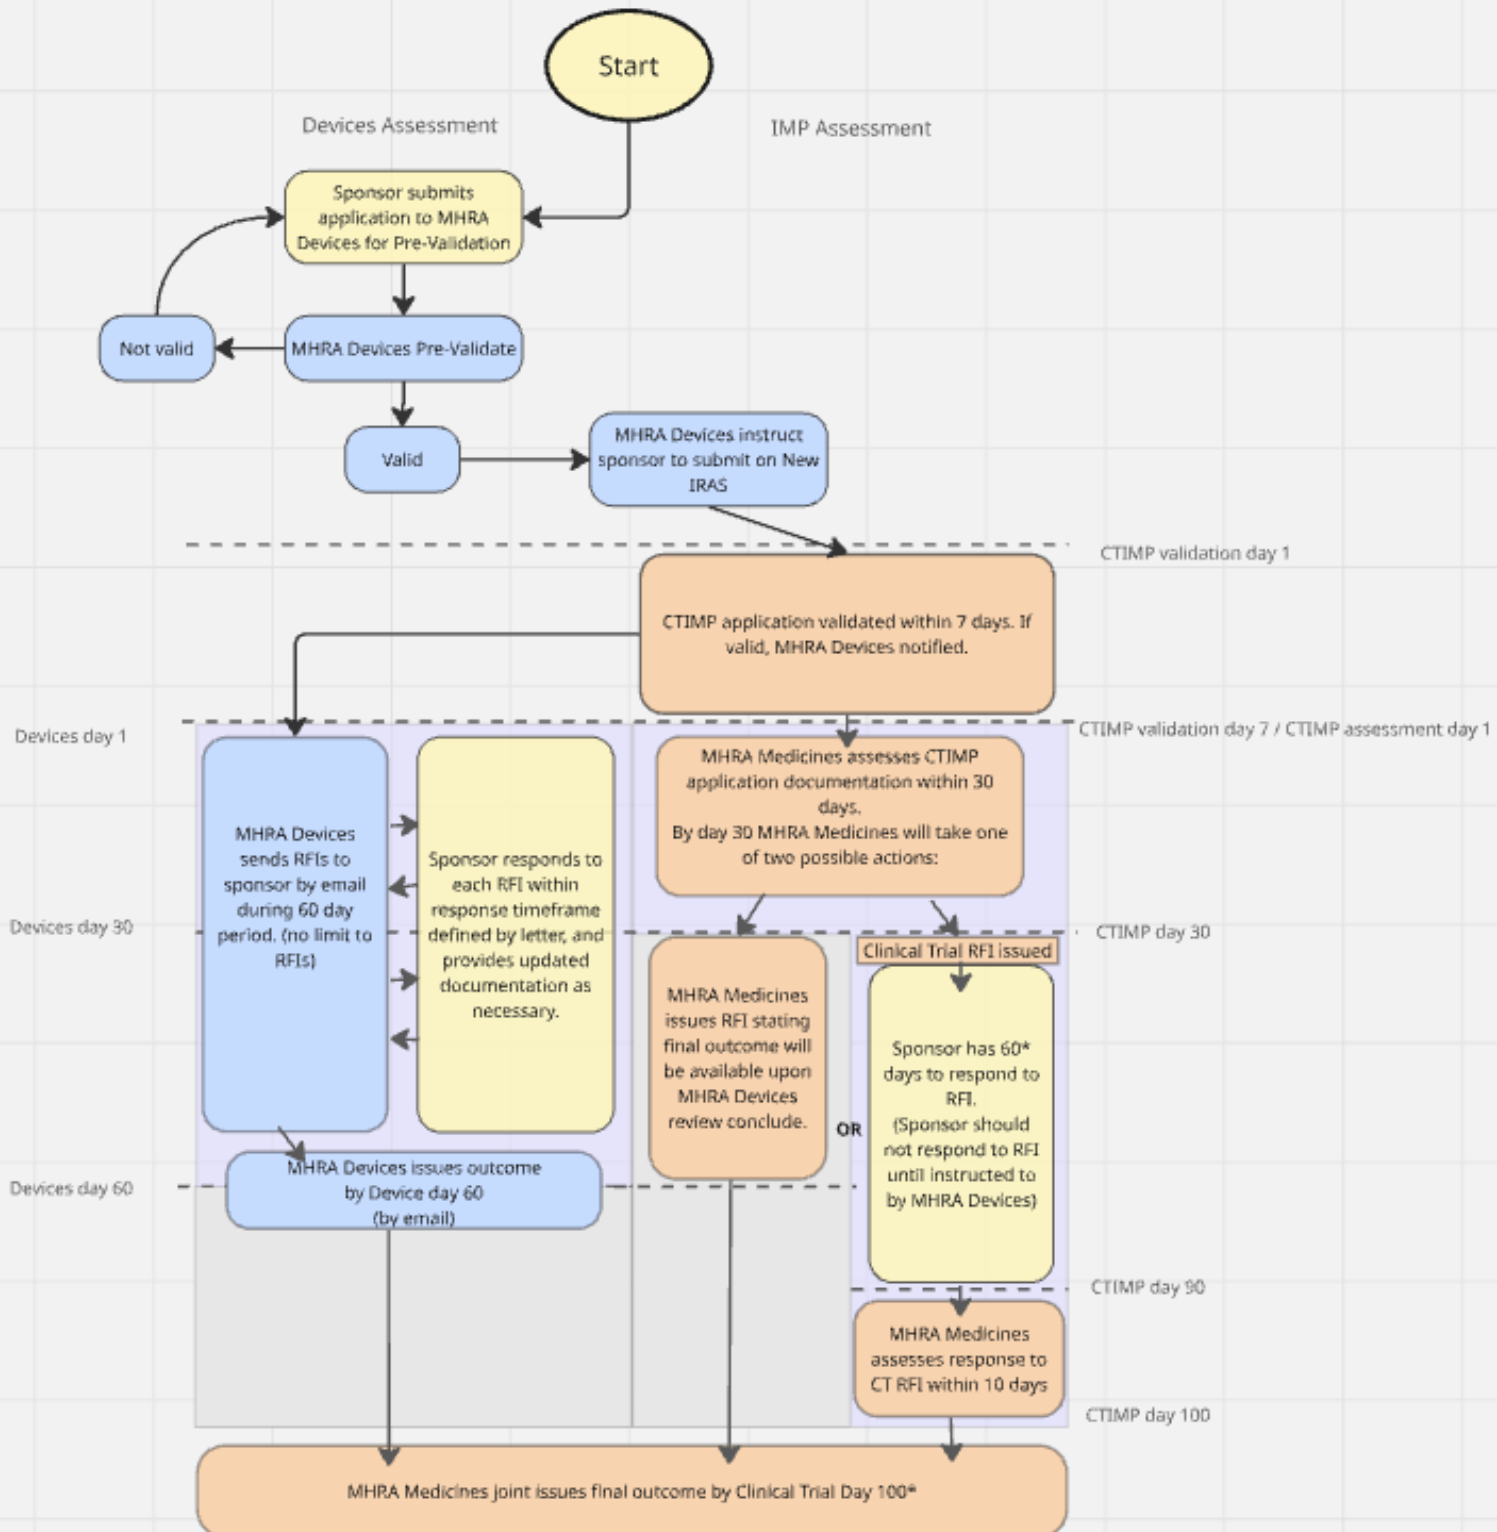 Start
Devices Assessment
IMP Assessment
Sponsor submits
application to MHRA
Devices for Pre-Validation
Not valid
MHRA Devices Pre-Validate
Valid
MHRA Devices instruct
sponsor to submit on New
IRAS
CTIMP validation day 1
CTIMP application validated within 7 days. If
valid, MHRA Devices notified.
Devices day 1
CTIMP validation day 7 / CTIMP assessment day 1
MHRA Medicines assesses CTIMP
application documentation within 30
days.
By day 30 MHRA Medicines will take one
of two possible actions:
MHRA Devices
sends RFIs to
sponsor by email
during 60 day
period. (no limit to
RFIs)
Sponsor responds to
each RFI within
response timeframe
defined by letter, and
provides updated
documentation as
necessary.
Devices day 30
CTIMP day 30
Clinical Trial RFI issued
MHRA Medicines
issues RFI stating
final outcome will
be available upon
MHRA Devices
review conclude.
OR
Sponsor has 60*
days to respond to
RFI.
(Sponsor should
not respond to RFI
until instructed to
by MHRA Devices)
MHRA Devices issues outcome
by Device day 60
(by email)
Devices day 60
CTIMP day 90
MHRA Medicines
assesses response to
CT RFI within 10 days
CTIMP day 100
MHRA Medicines joint issues final outcome by Clinical Trial Day 100*